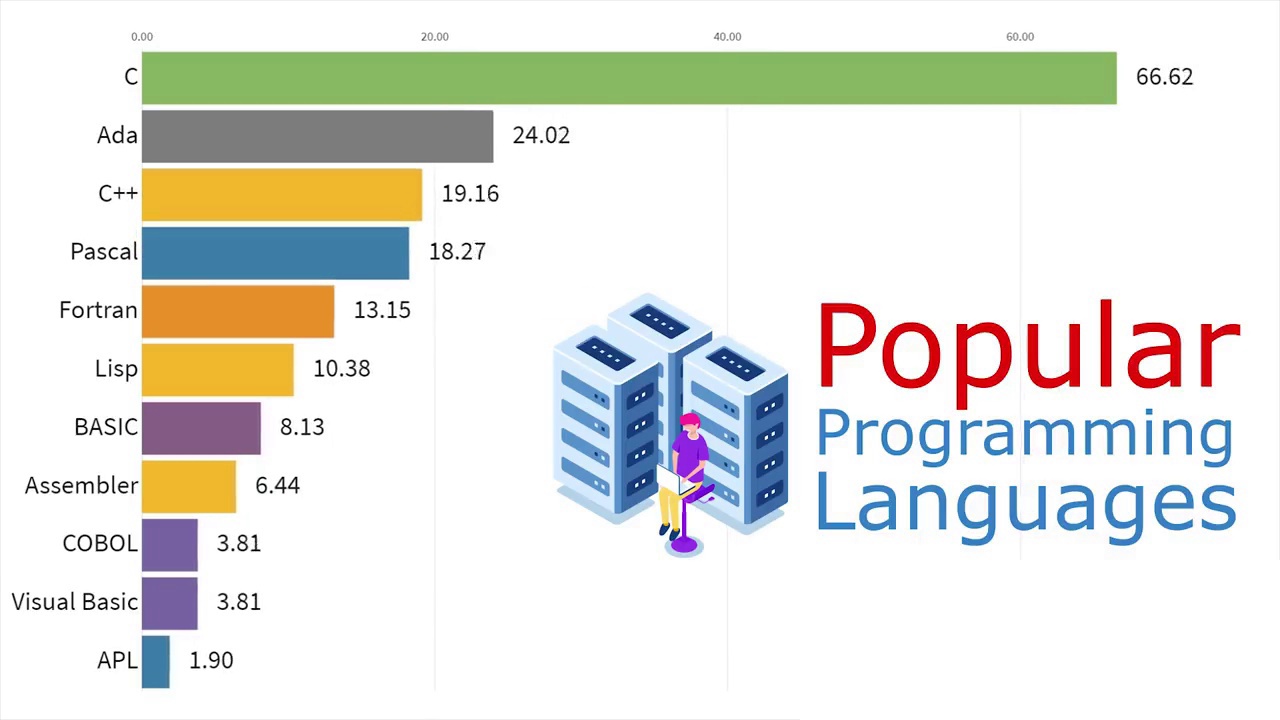 0.00 20.00 40.00 60.00
C 66.62
Ada 24.02
C++ 19.16
Pascal 18.27
Fortran 13.15
Lisp 10.38
BASIC 8.13
Assembler 6.44
COBOL 3.81
Visual Basic 3.81
APL 1.90
Popular
Programming
Languages